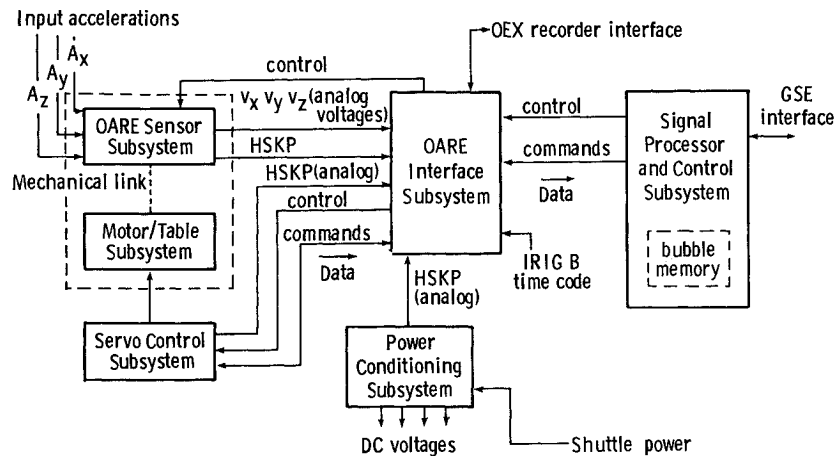 Input accelerations
A_x
A_y
A_z
OEX recorder interface
control
v_x v_y v_z (analog
voltages)
OARE Sensor
Subsystem
HSKP
Mechanical link
HSKP(analog)
control
commands
Data
Motor/Table
Subsystem
Servo Control
Subsystem
OARE
Interface
Subsystem
control
commands
Data
Signal
Processor
and Control
Subsystem
GSE
interface
bubble
memory
IRIG B
time code
HSKP
(analog)
Power
Conditioning
Subsystem
DC voltages
Shuttle power